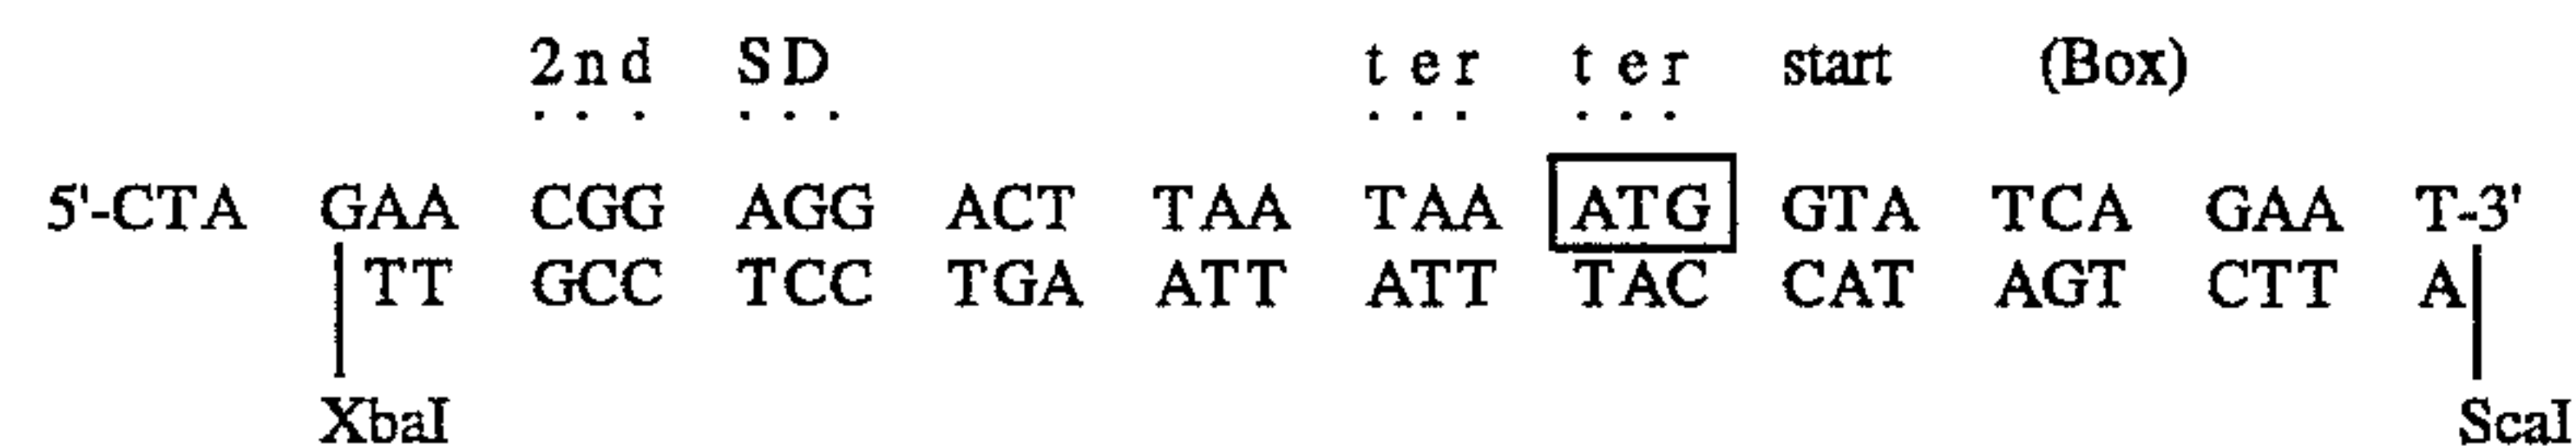 2nd SD ter ter start (Box)
. . . . . . . . . . . .
5'-CTA GAA CGG AGG ACT TAA TAA ATG GTA TCA GAA T-3'
TT GCC TCC TGA ATT ATT TAC CAT AGT CTT A
XbaI ScaI